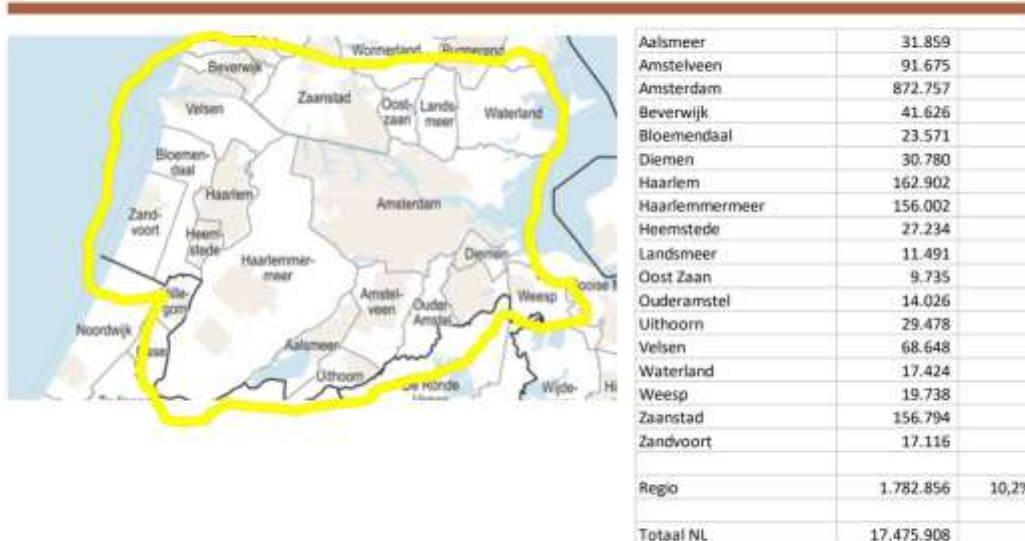 Wormerland
Beverwijk
Zaanstad
Oost-
zaan
Lands-
meer
Waterland
Velsen
Bloemen-
daal
Haarlem
Amsterdam
Zand-
voort
Heem-
stede
Haarlemmer-
meer
Diemen
Amstel-
veen
Ouder-
Amstel
Weesp
Noordwijk
Aalsmeer
Uithoorn
De Ronde
Wijde-
Aalsmeer 31.859
Amstelveen 91.675
Amsterdam 872.757
Beverwijk 41.626
Bloemendaal 23.571
Diemen 30.780
Haarlem 162.902
Haarlemmermeer 156.002
Heemstede 27.234
Landsmeer 11.491
Oost Zaan 9.735
Ouderamstel 14.026
Uithoorn 29.478
Velsen 68.648
Waterland 17.424
Weesp 19.738
Zaanstad 156.794
Zandvoort 17.116
Regio 1.782.856 10,2%
Totaal NL 17.475.908